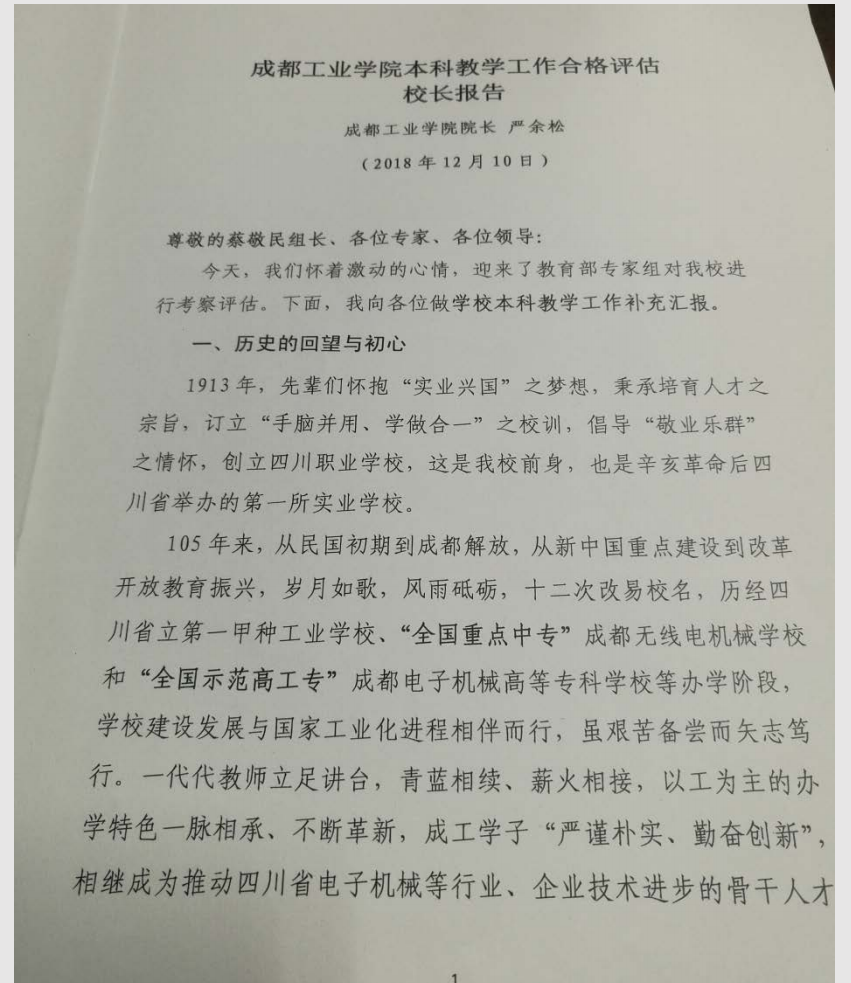 成都工业学院本科教学工作合格评估
校长报告
成都工业学院院长 严余松
（2018 年 12 月 10 日）
尊敬的蔡敬民组长、各位专家、各位领导：
今天，我们怀着激动的心情，迎来了教育部专家组对我校进
行考察评估。下面，我向各位做学校本科教学工作补充汇报。
一、历史的回望与初心
1913 年，先辈们怀抱“实业兴国”之梦想，秉承培育人才之
宗旨，订立“手脑并用、学做合一”之校训，倡导“敬业乐群”
之情怀，创立四川职业学校，这是我校前身，也是辛亥革命后四
川省举办的第一所实业学校。
105 年来，从民国初期到成都解放，从新中国重点建设到改革
开放教育振兴，岁月如歌，风雨砥砺，十二次改易校名，历经四
川省立第一甲种工业学校、“全国重点中专”成都无线电机械学校
和“全国示范高工专”成都电子机械高等专科学校等办学阶段，
学校建设发展与国家工业化进程相伴而行，虽艰苦备尝而矢志笃
行。一代代教师立足讲台，青蓝相续、薪火相接，以工为主的办
学特色一脉相承、不断革新，成工学子“严谨朴实、勤奋创新”，
相继成为推动四川省电子机械等行业、企业技术进步的骨干人才
1